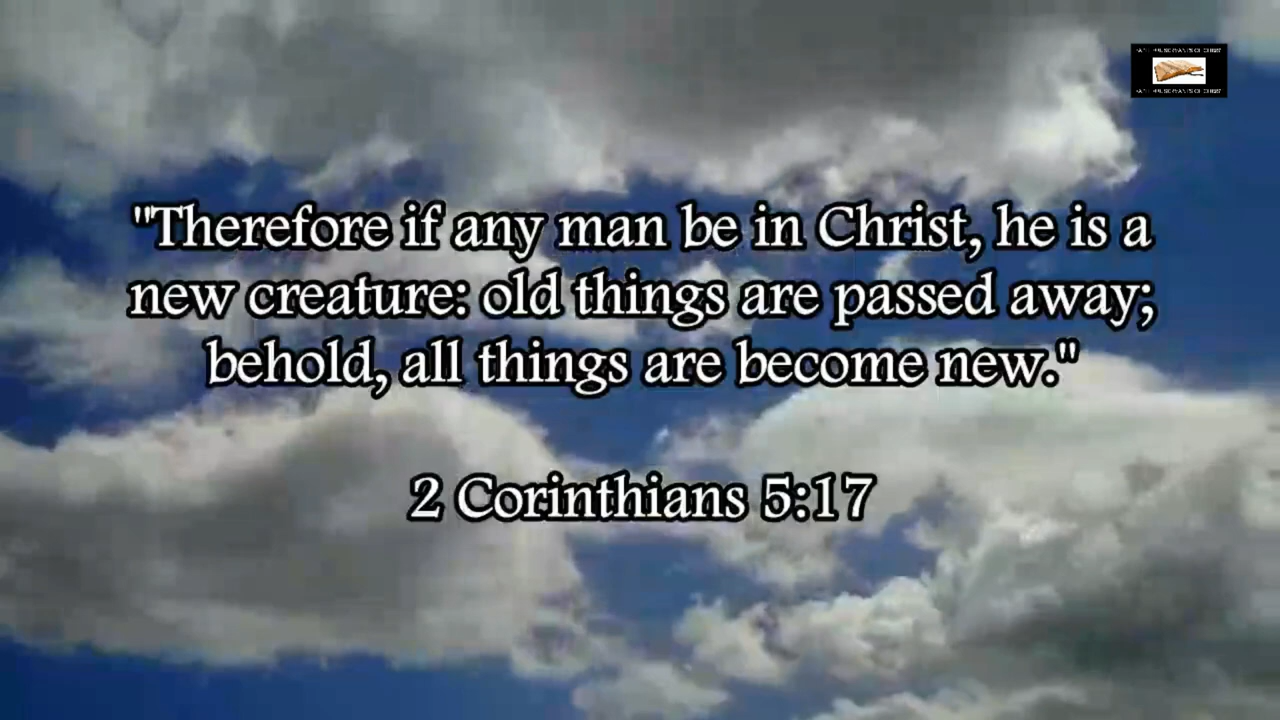 "Therefore if any man be in Christ, he is a
new creature: old things are passed away;
behold, all things are become new."
2 Corinthians 5:17